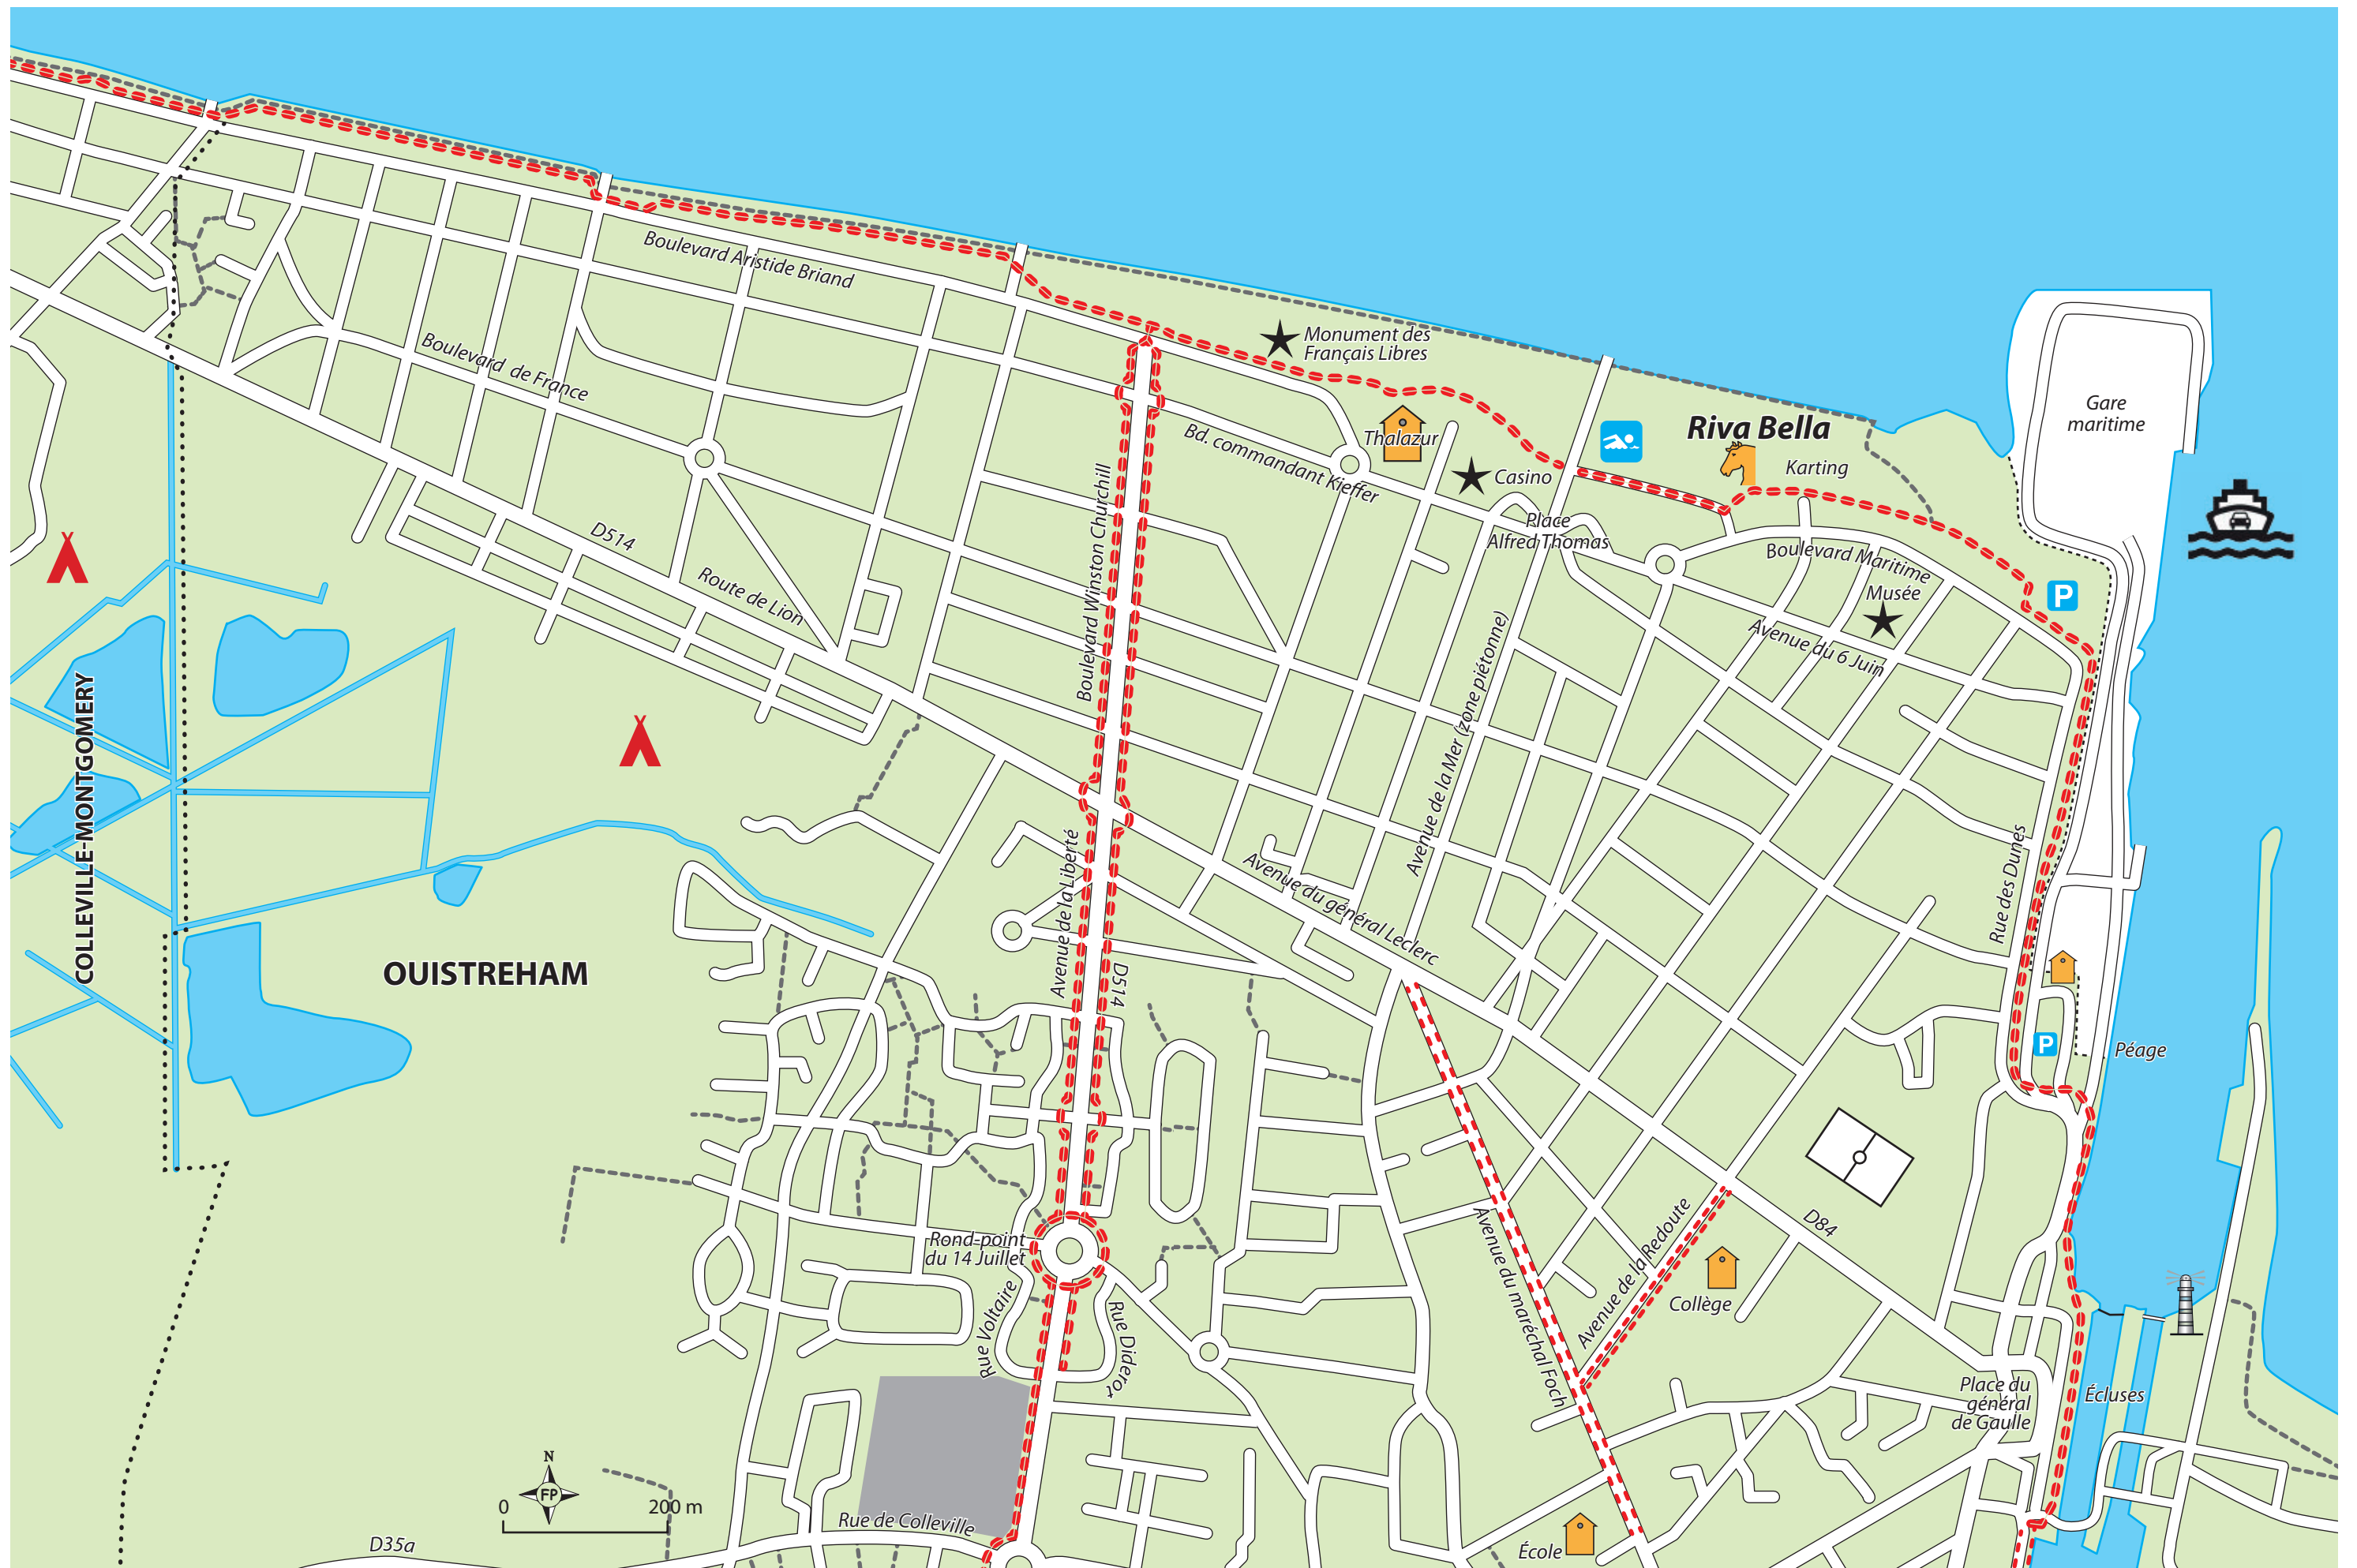 Boulevard Aristide Briand
Monument des
Français Libres
Boulevard de France
Thalazur
Bd. commandant Kieffer
Casino
Riva Bella
Karting
Gare
maritime
Place
Alfred Thomas
Boulevard Maritime
Musée
Avenue du 6 Juin
P
D514
Route de Lion
Boulevard Winston Churchill
Avenue de la Mer (zone piétonne)
COLLEVILLE-MONTGOMERY
OUISTREHAM
Avenue de la Liberté
D514
Avenue du général Leclerc
Rue des Dunes
P
Péage
Rond-point
du 14 Juillet
Rue Voltaire
Rue Diderot
Avenue du maréchal Foch
Avenue de la Redoute
Collège
D84
Place du
général
de Gaulle
Écluses
N
FP
0
200 m
Rue de Colleville
D35a
École